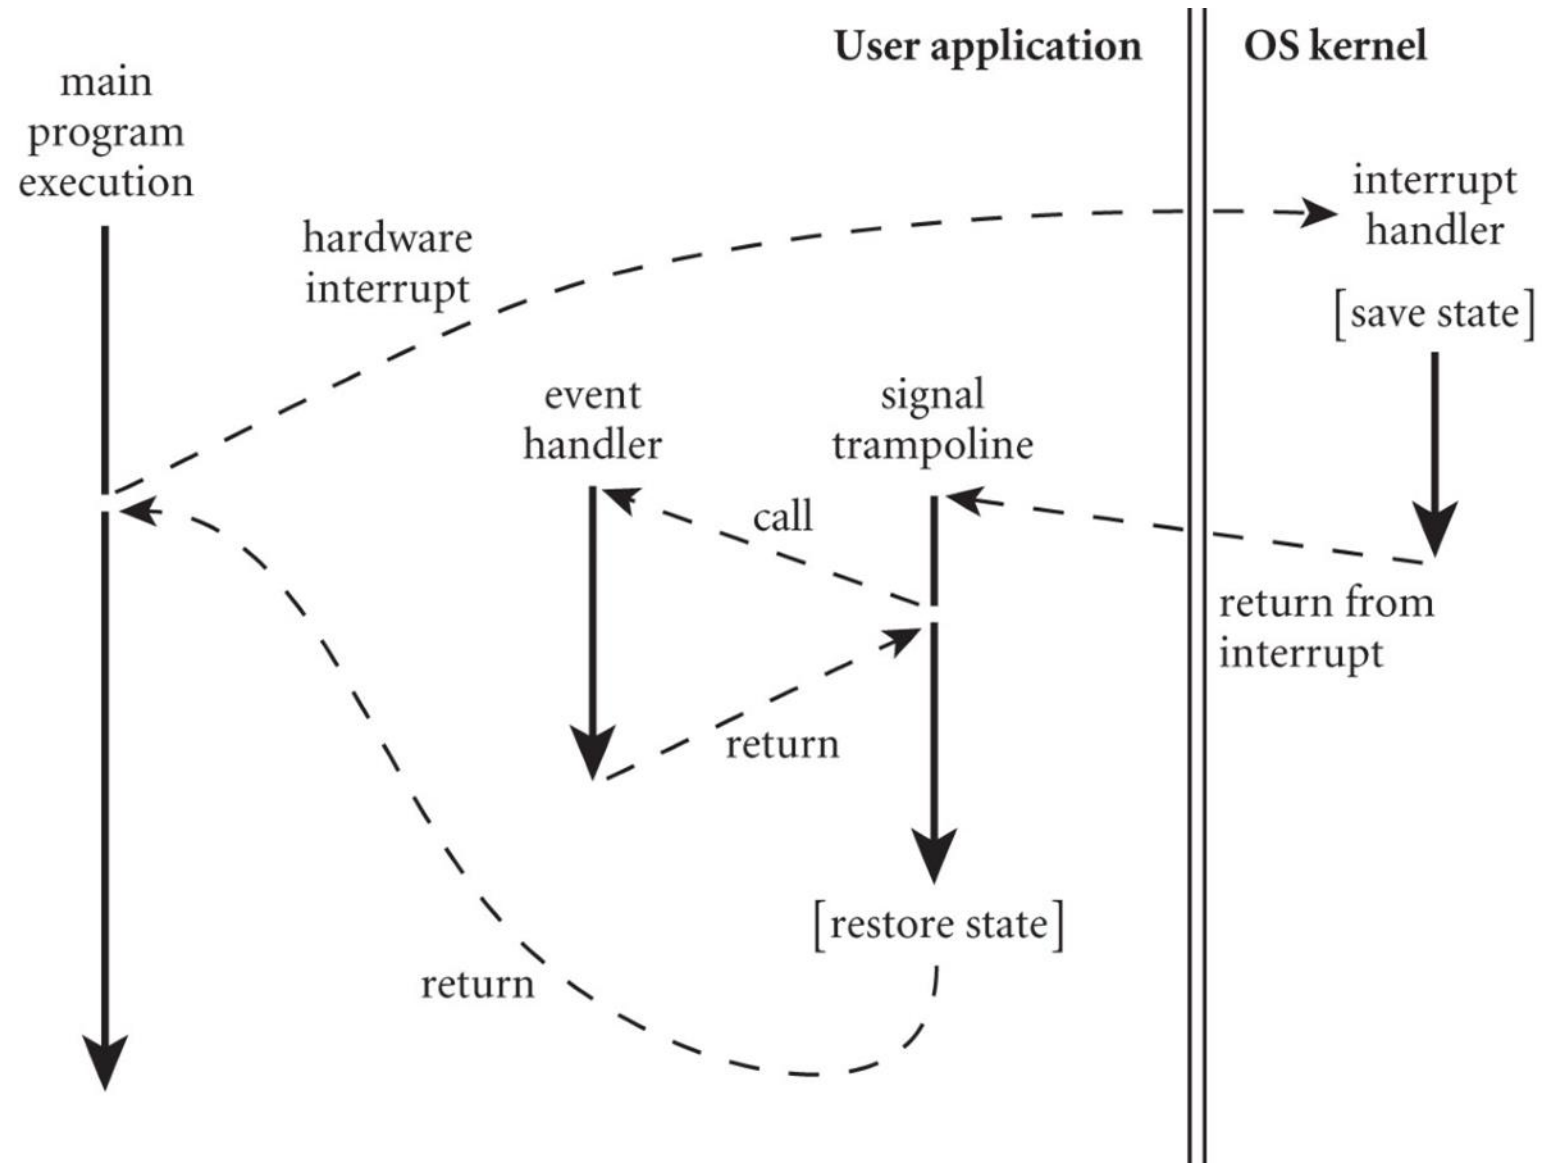 User application
OS kernel
main
program
execution
hardware
interrupt
interrupt
handler
[save state]
event
handler
signal
trampoline
call
return from
interrupt
return
[restore state]
return